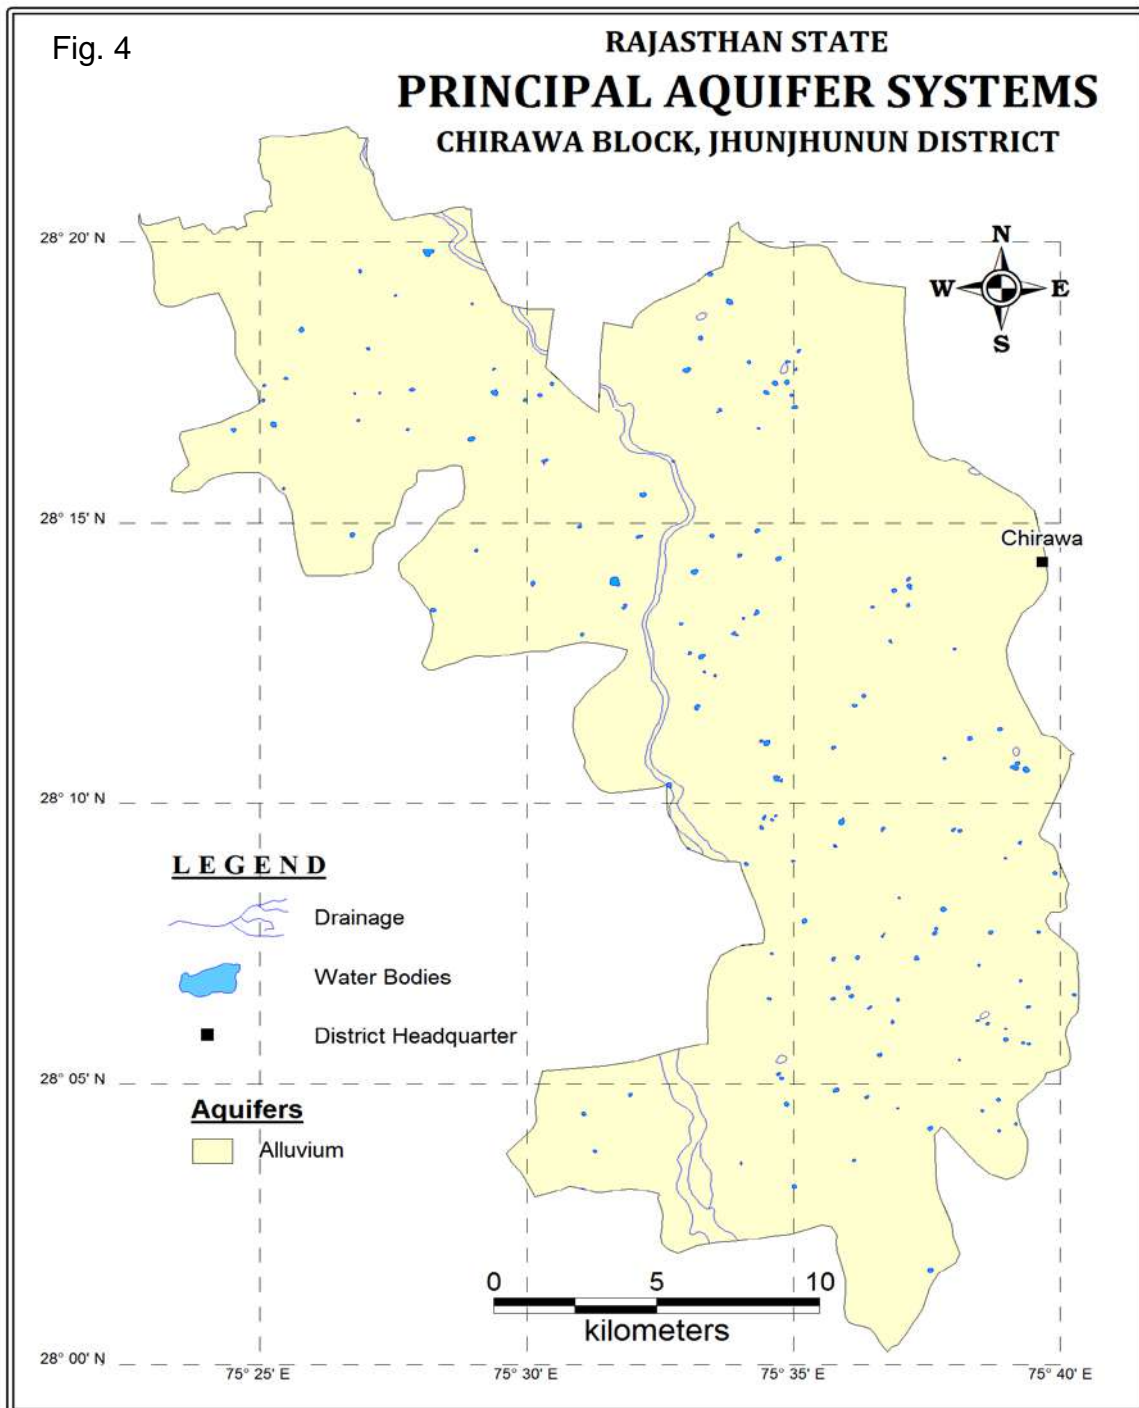 Fig. 4
RAJASTHAN STATE
PRINCIPAL AQUIFER SYSTEMS
CHIRAWA BLOCK, JHUNJHUNUN DISTRICT
28° 20' N
N
W E
S
28° 15' N
Chirawa
28° 10' N
LEGEND
Drainage
Water Bodies
District Headquarter
28° 05' N
Aquifers
Alluvium
0 5 10
kilometers
28° 00' N
75° 25' E 75° 30' E 75° 35' E 75° 40' E